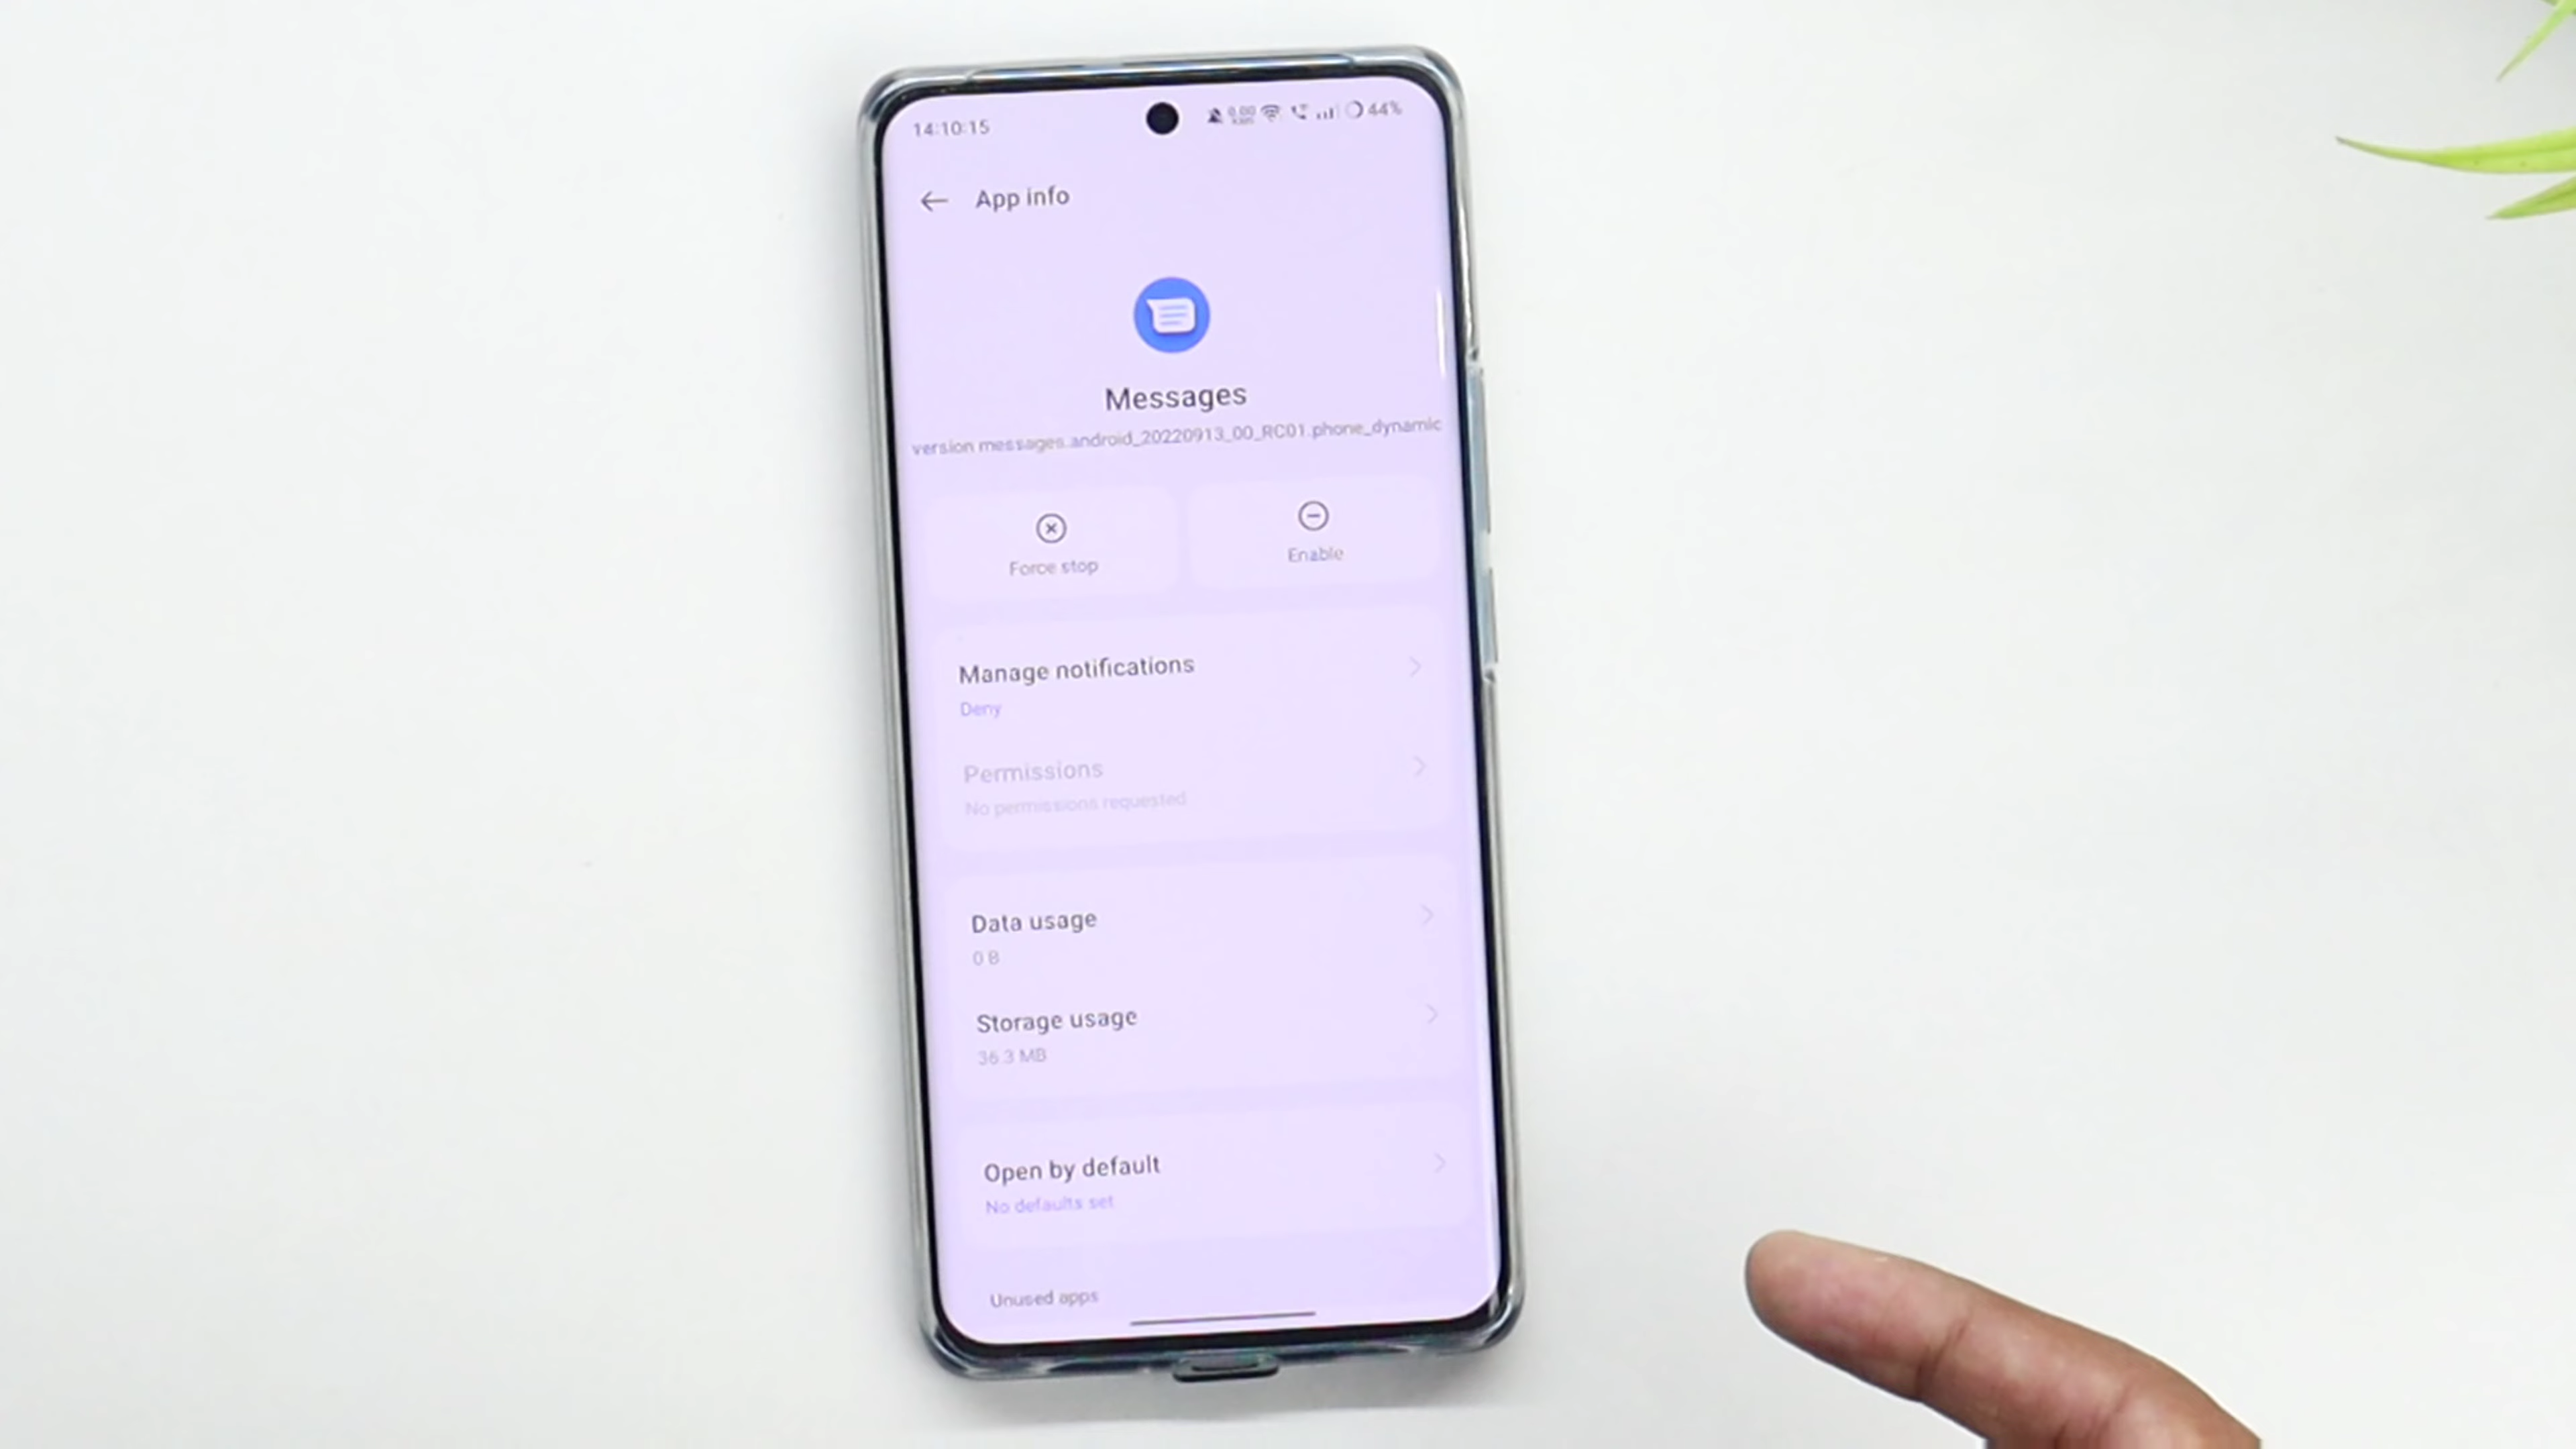 14:10:15
44%
App info
Messages
version messages.android_20220913_00_RC01.phone_dynamic
Force stop
Enable
Manage notifications
Deny
Permissions
No permissions requested
Data usage
0 B
Storage usage
36.3 MB
Open by default
No defaults set
Unused apps